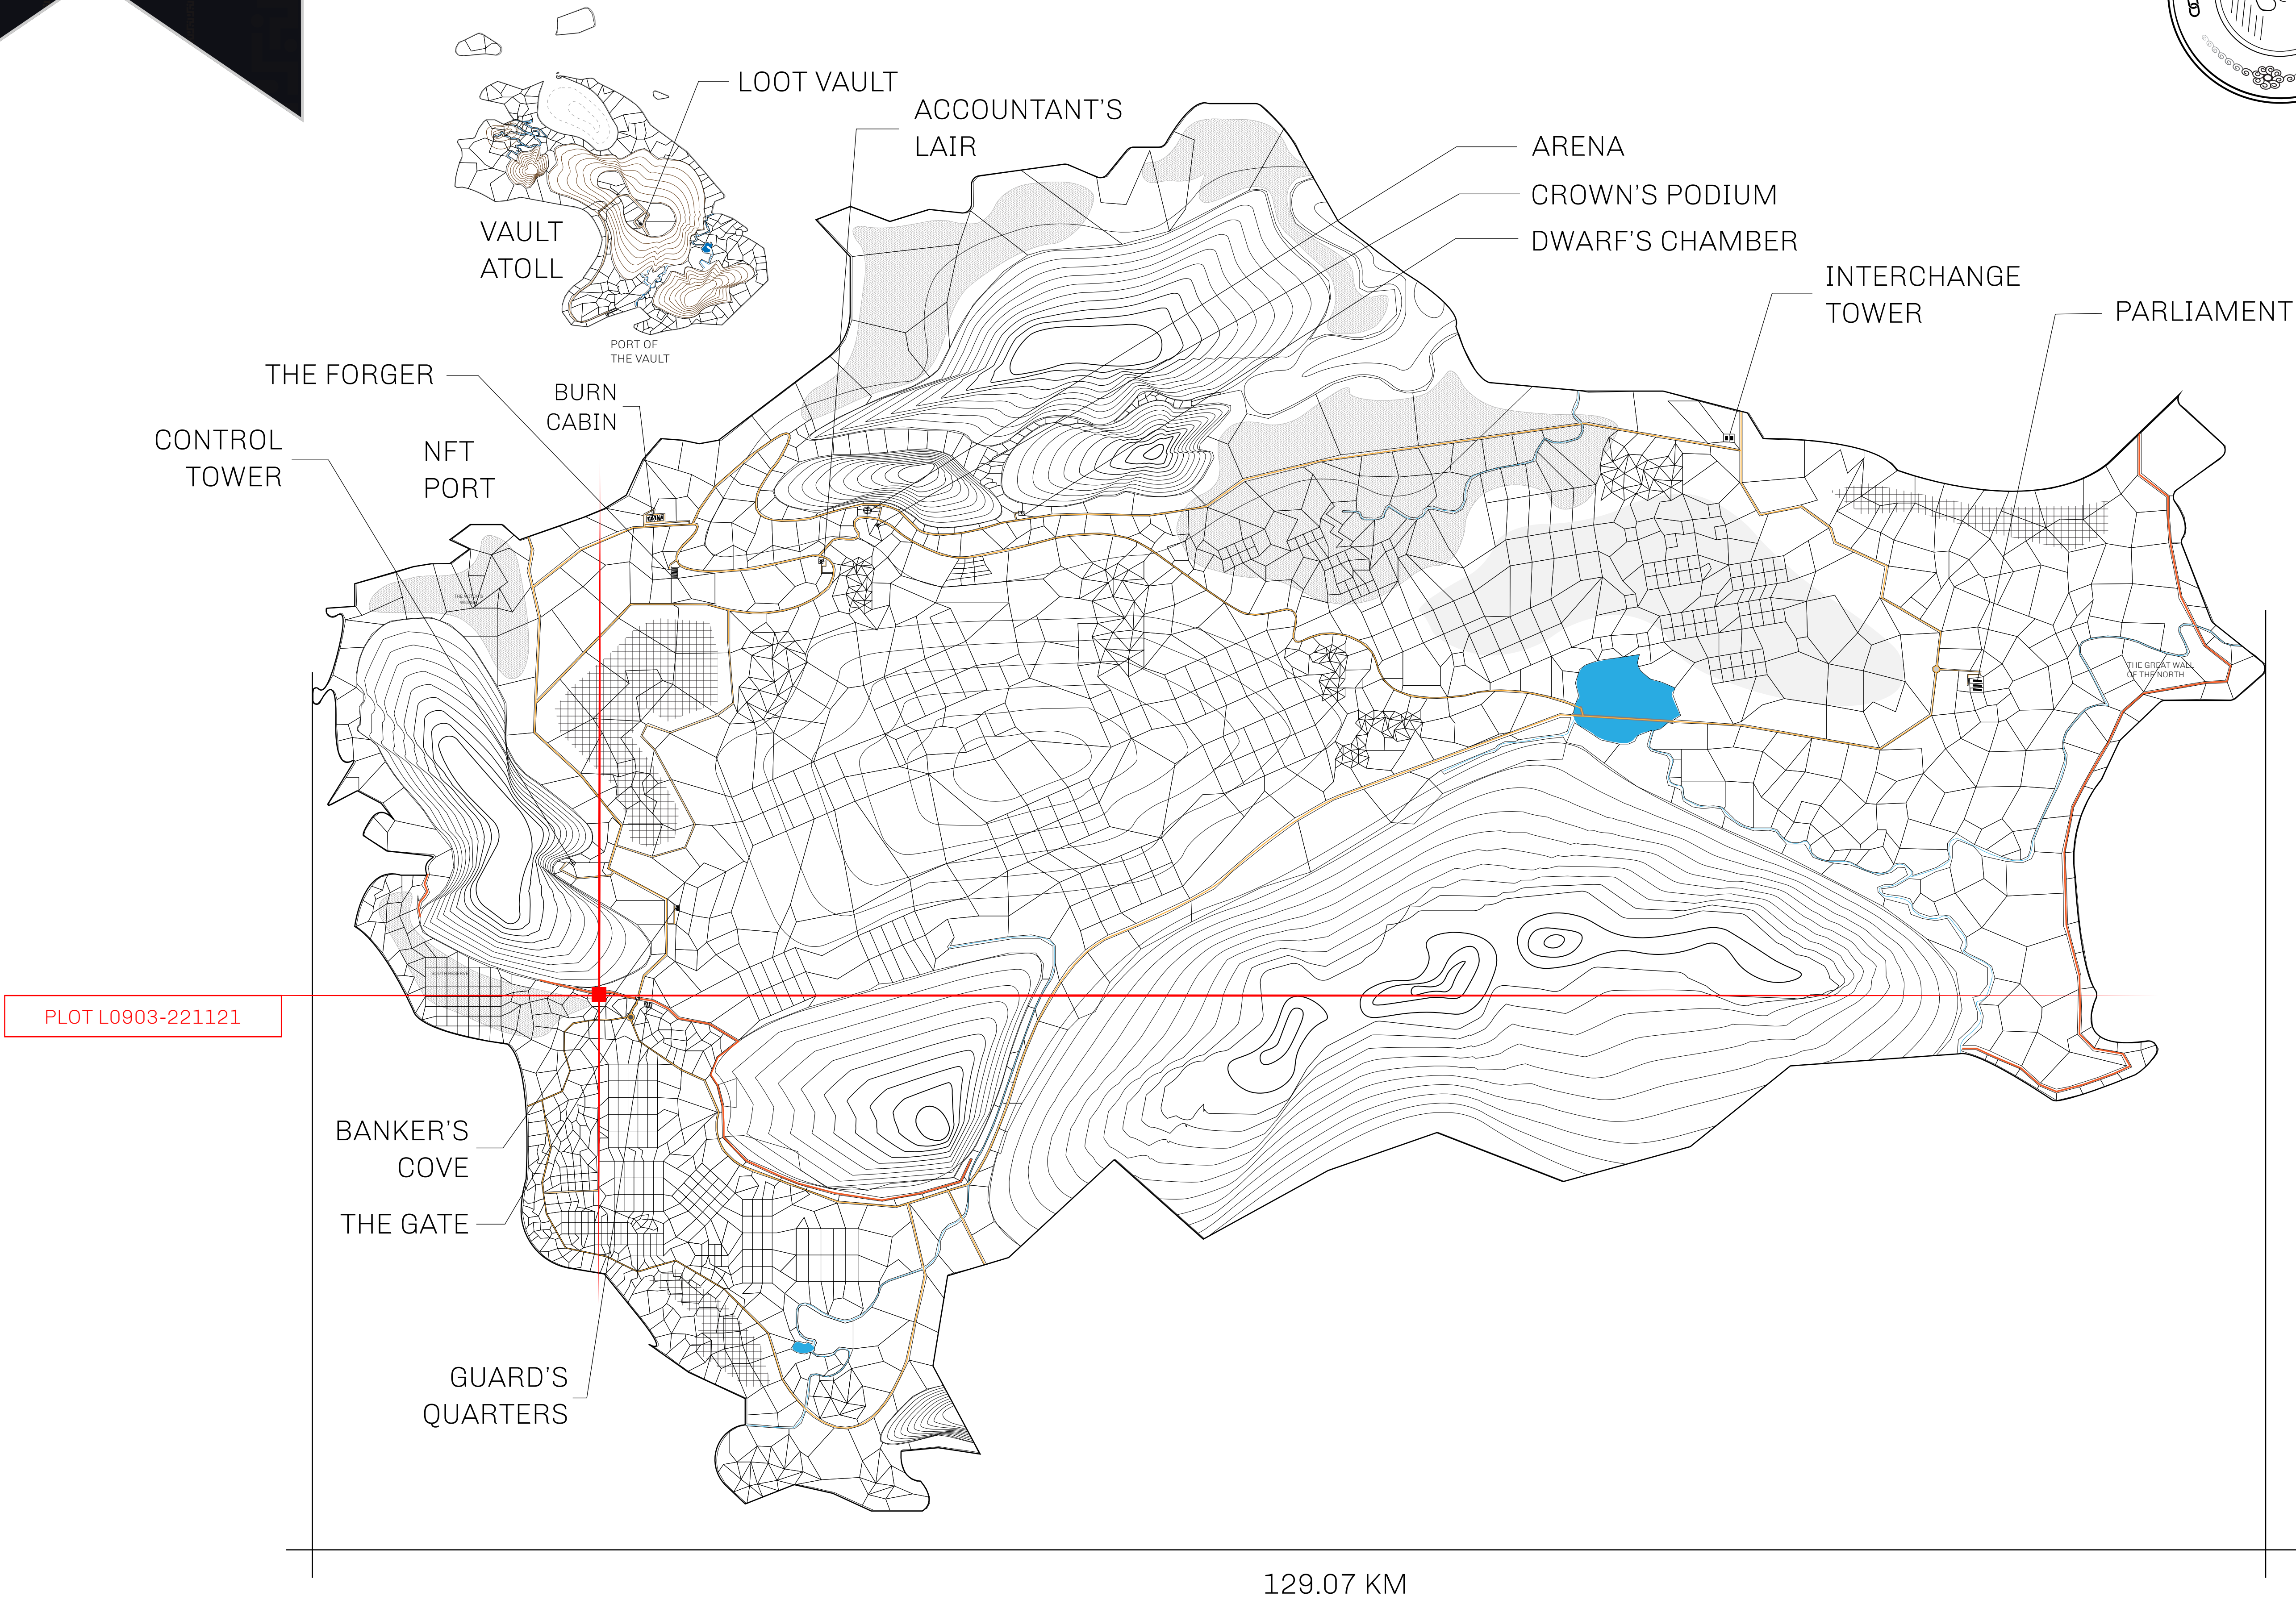 LOOT VAULT
ACCOUNTANT'S
LAIR
ARENA
CROWN'S PODIUM
DWARF'S CHAMBER
VAULT
ATOLL
INTERCHANGE
TOWER
PARLIAMENT
PORT OF
THE VAULT
THE FORGER
BURN
CABIN
CONTROL
TOWER
NFT
PORT
THE GREAT WALL
OF THE NORTH
SOUTH RESERVE
PLOT L0903-221121
BANKER'S
COVE
THE GATE
GUARD'S
QUARTERS
129.07 KM